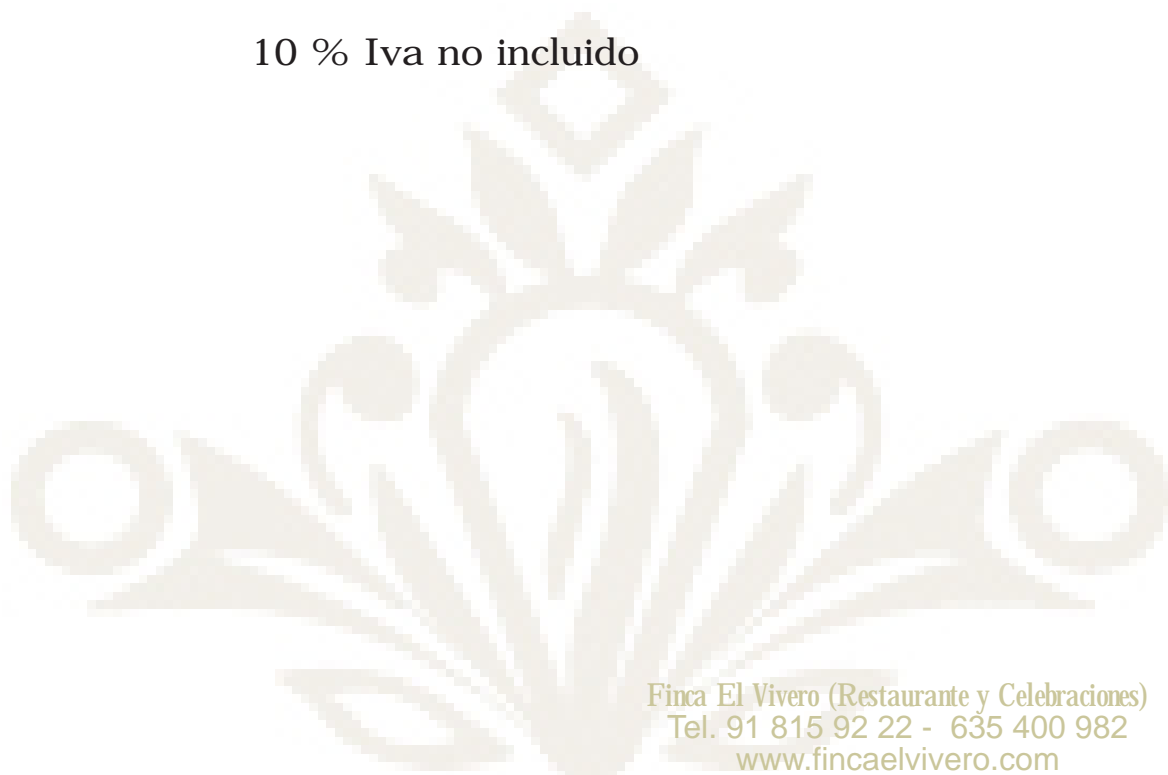 10 % Iva no incluido
Finca El Vivero (Restaurante y Celebraciones)
Tel. 91 815 92 22 - 635 400 982
www.fincaelvivero.com